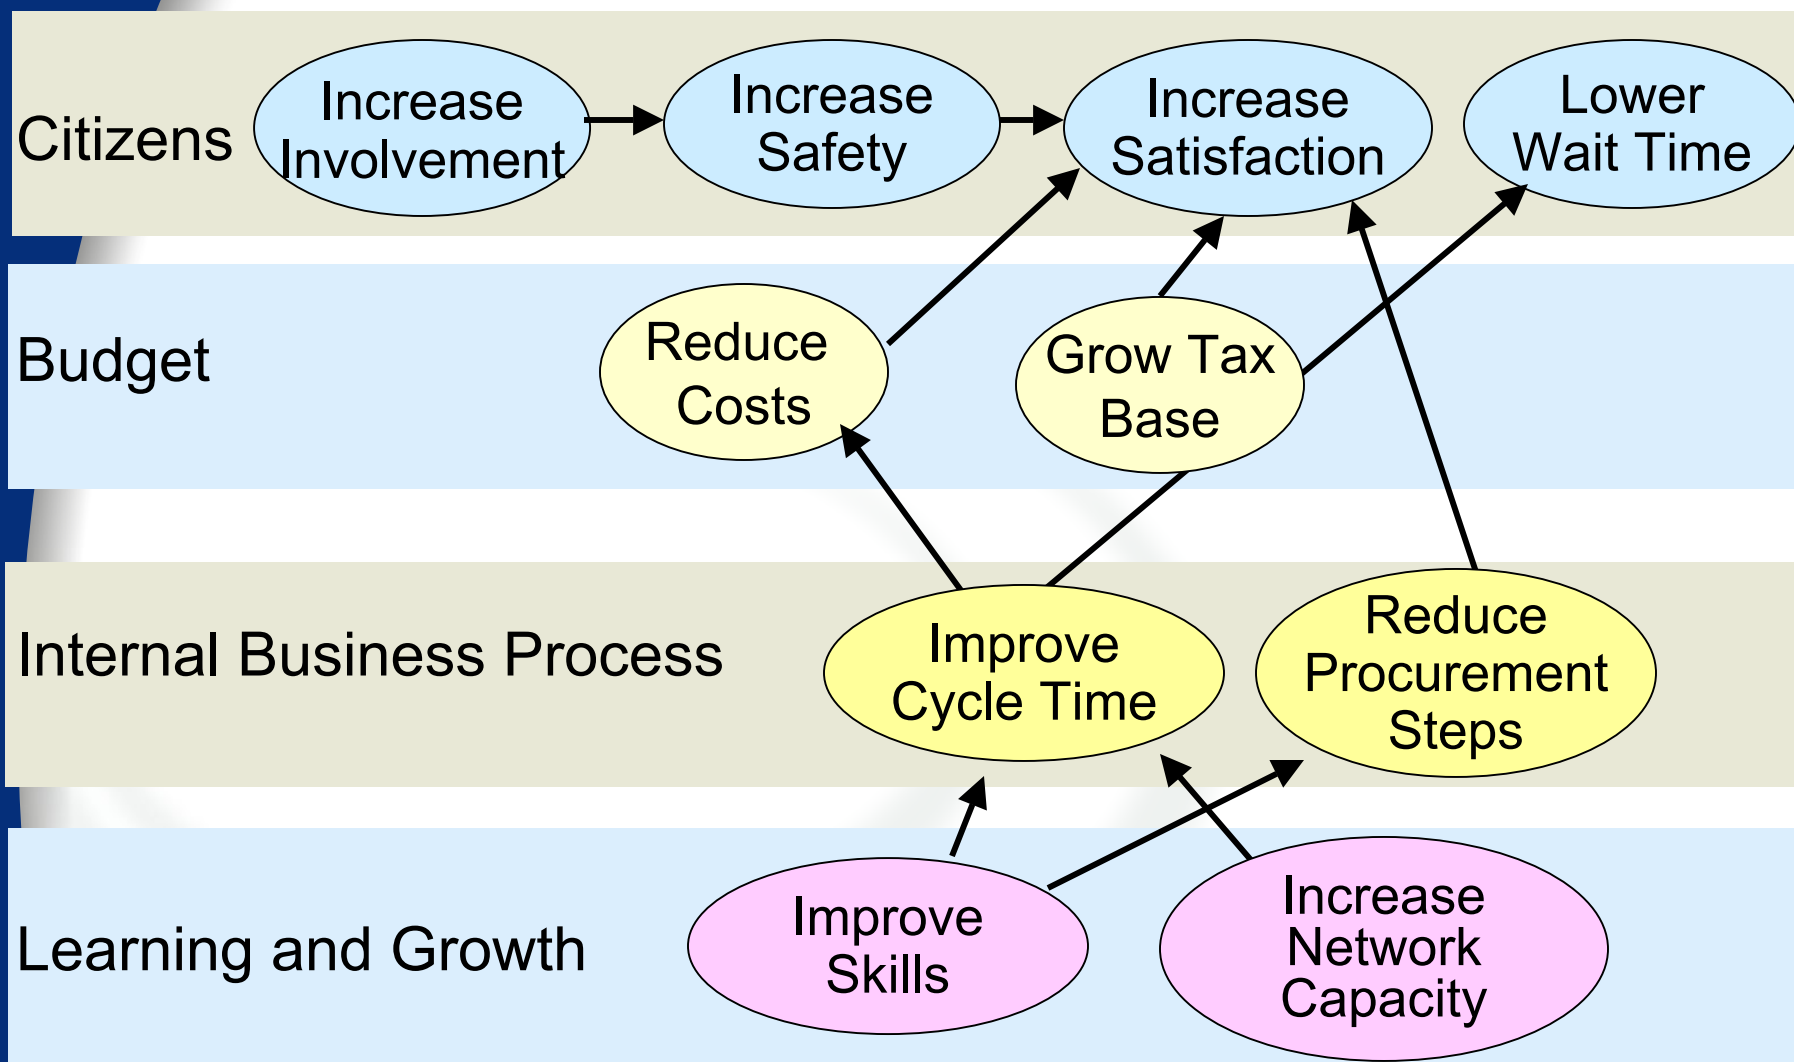 Citizens
Increase
Involvement
Increase
Safety
Increase
Satisfaction
Lower
Wait Time
Budget
Reduce
Costs
Grow Tax
Base
Internal Business Process
Improve
Cycle Time
Reduce
Procurement
Steps
Learning and Growth
Improve
Skills
Increase
Network
Capacity